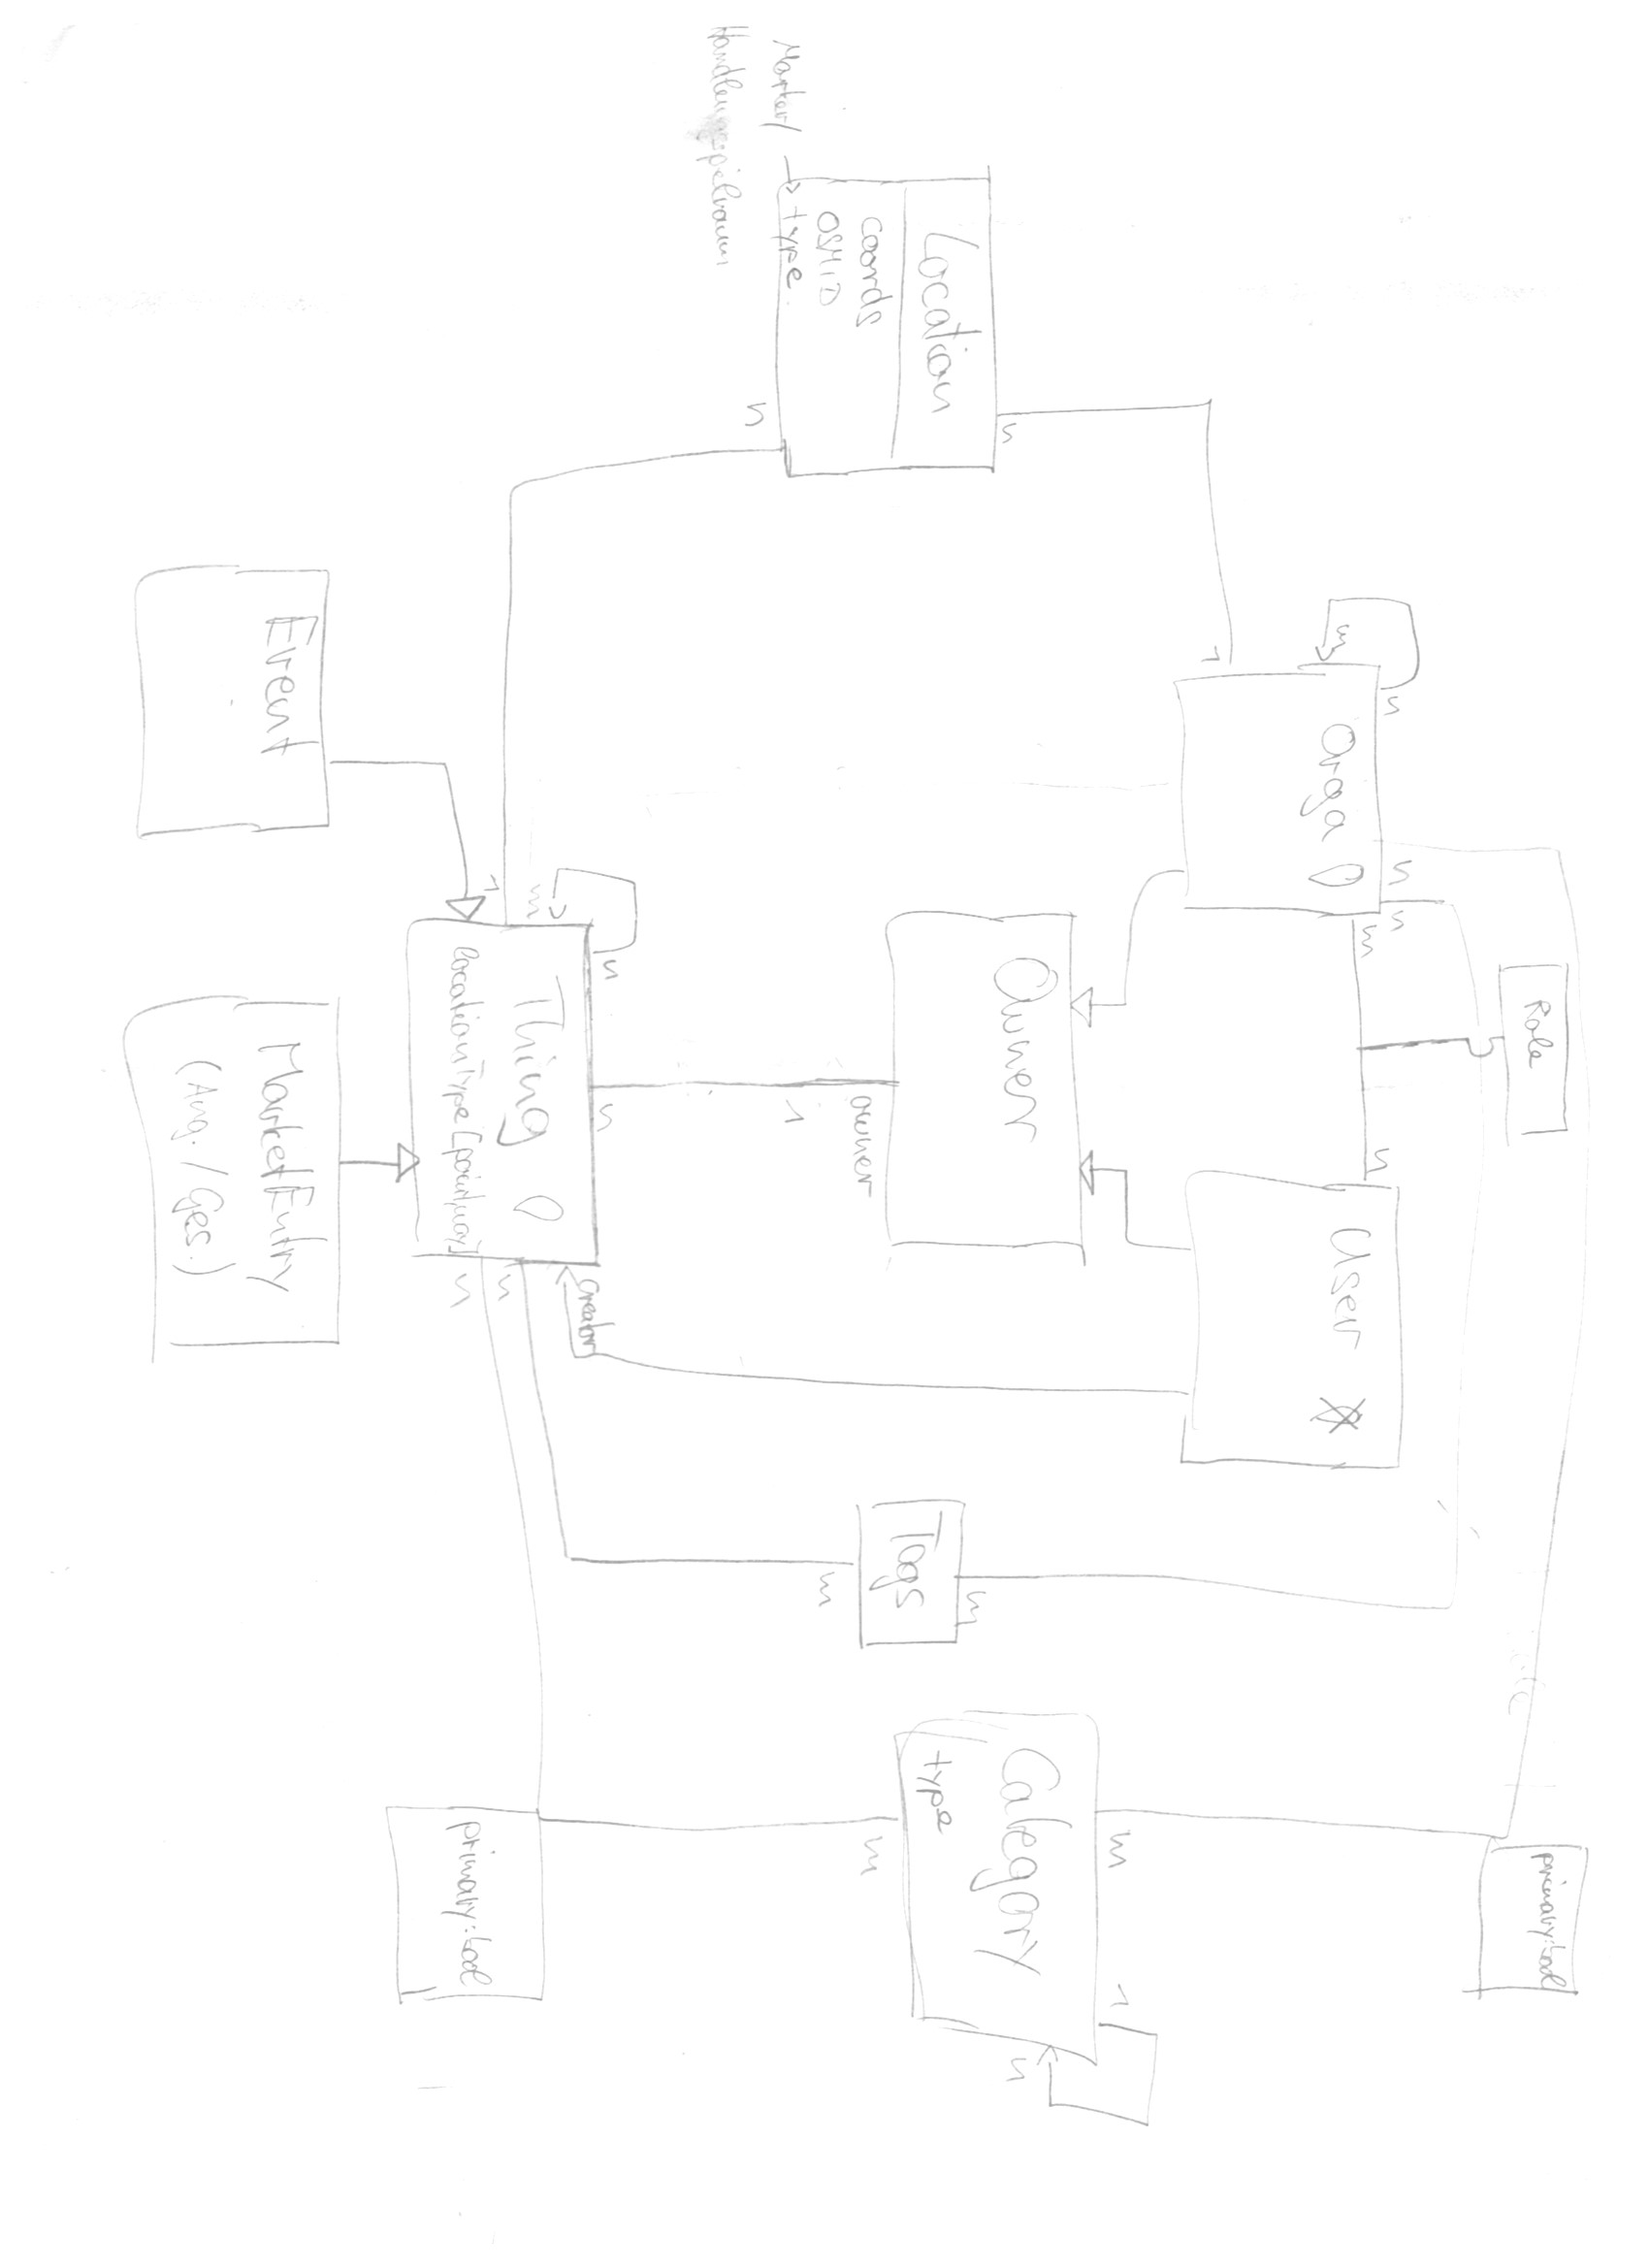 Role
primary:bool
n
n
n
m
n
m
Orga
User
1
m
1
Category
n
type
n
Owner
m
Location
Tags
m
coords
owner
OSMID
m
Marker/
type
1
n
Handlungsspielraum
n
n
creator
m
Thing
n
1
locationType [point,way]
n
primary:bool
Event
MarketEntry
(Ang. / Ges.)